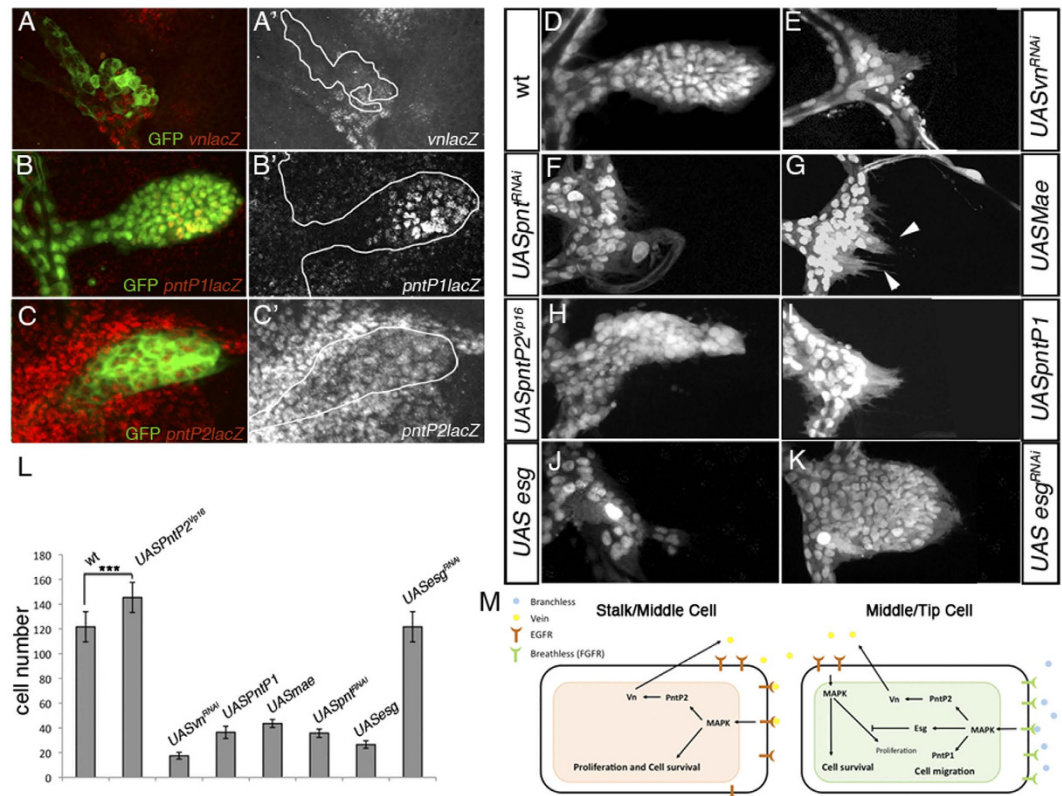 A
GFP vnlacZ
A'
vnlacZ
B
GFP pntP1lacZ
B'
pntP1lacZ
C
GFP pntP2lacZ
C'
pntP2lacZ
wt
D
E
UASvnRNAi
UASpntRNAi
F
G
UASMae
UASpntP2Vp16
H
I
UASpntP1
UAS esg
J
K
UAS esgRNAi
L
cell number
180
160
140
120
100
80
60
40
20
0
wt
***
UASPntP2Vp16
UASvnRNAi
UASPntP1
UASmae
UASpntRNAi
UASesg
UASesgRNAi
M
Branchless
Vein
EGFR
Breathless (FGFR)
Stalk/Middle Cell
Vn
PntP2
MAPK
Proliferation and Cell survival
Middle/Tip Cell
MAPK
Vn
PntP2
Esg
MAPK
Proliferation
PntP1
Cell survival
Cell migration